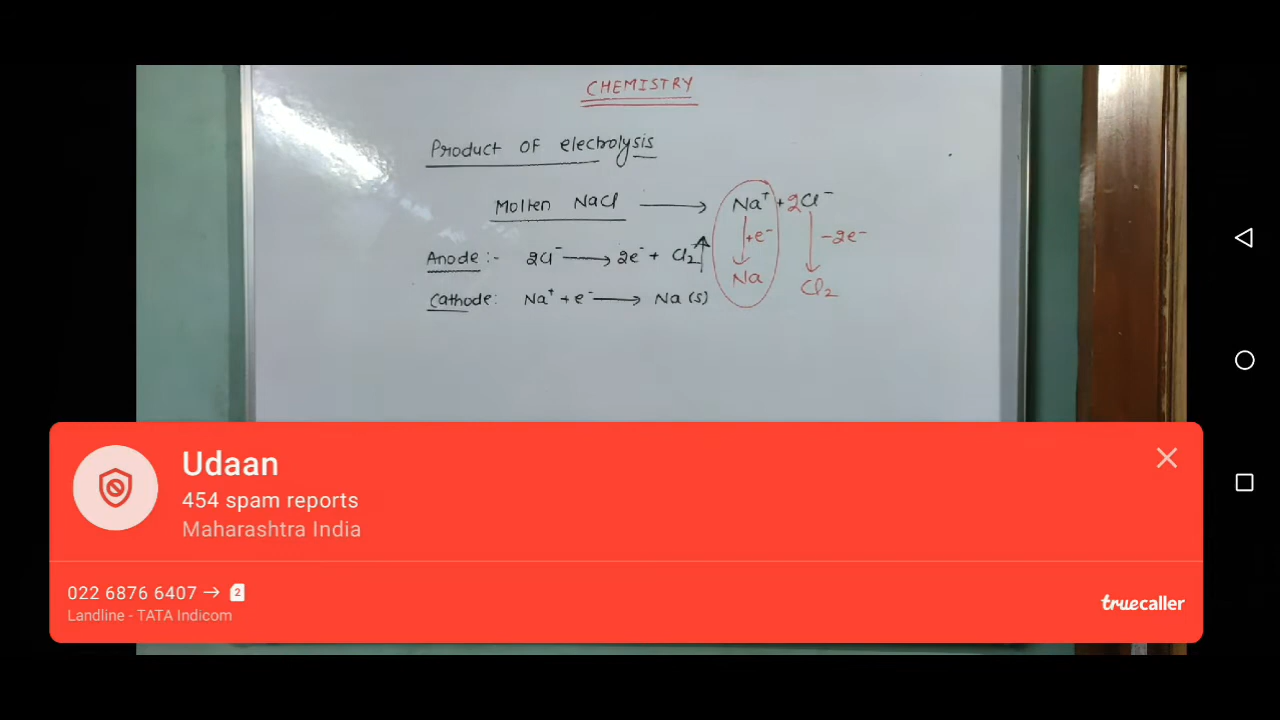 CHEMISTRY
Product OF electrolysis
Molten NaCl ⟶ Na⁺ + 2Cl⁻
+e⁻ -2e⁻
Na Cl₂
Anode :- 2Cl⁻ ⟶ 2e⁻ + Cl₂ ↑
Cathode: Na⁺ + e⁻ ⟶ Na (s)
Udaan
454 spam reports
Maharashtra India
022 6876 6407 → 2
Landline - TATA Indicom
truecaller